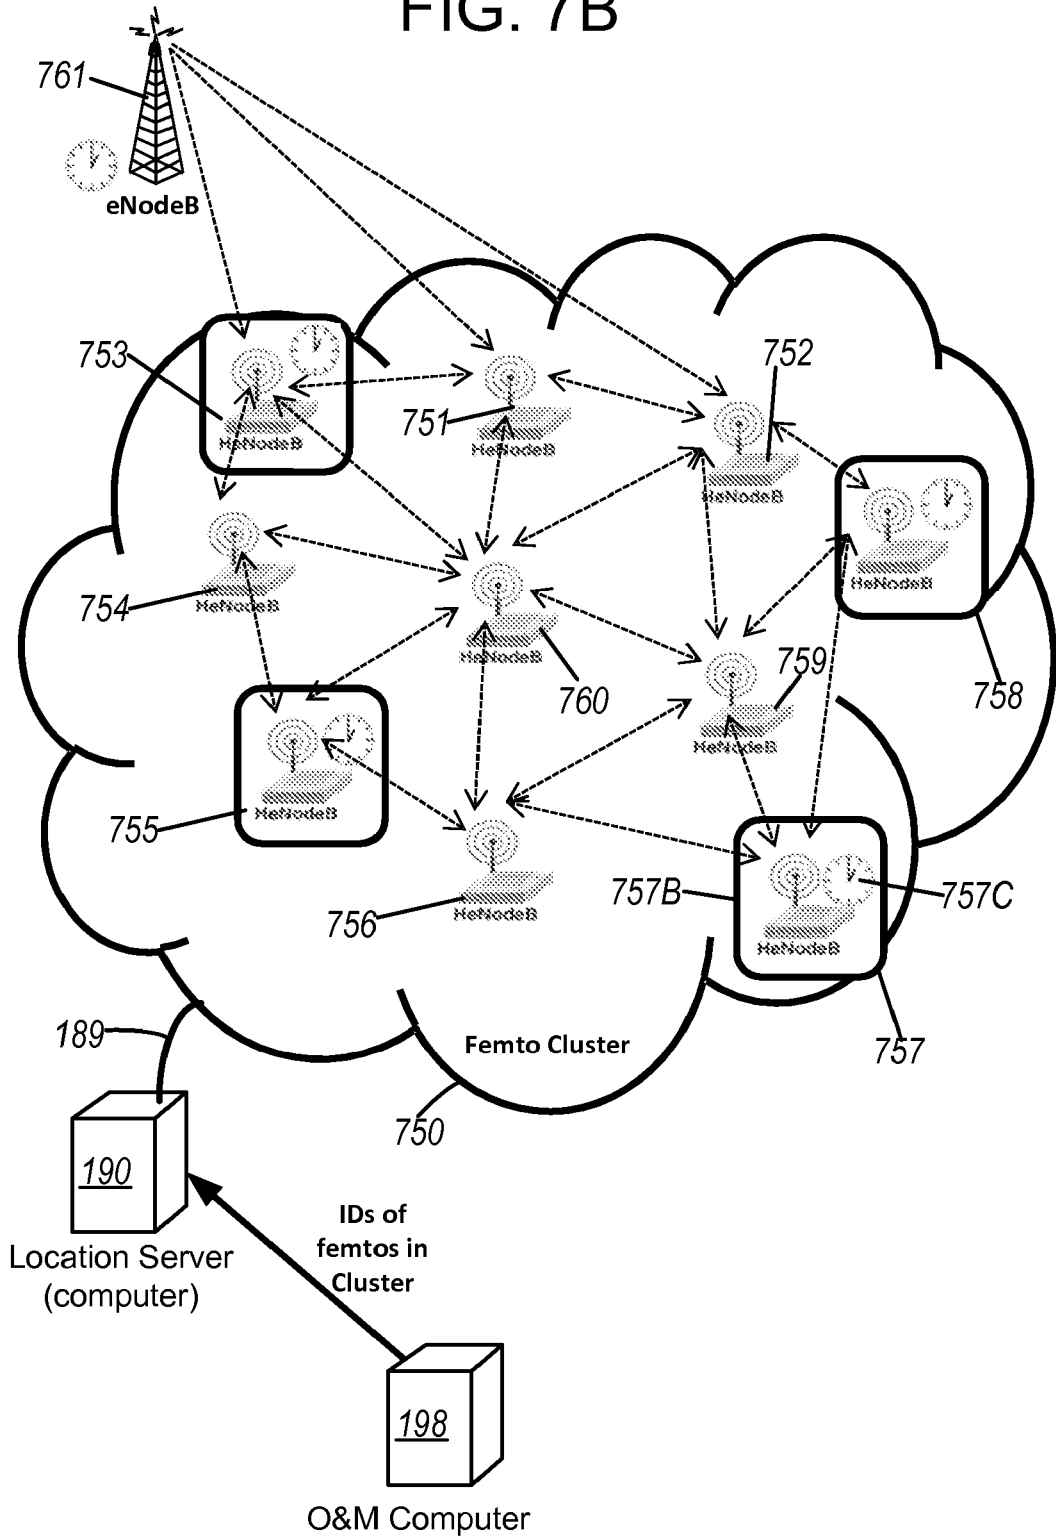 FIG. 7B
761
eNodeB
753
HeNodeB
751
HeNodeB
752
HeNodeB
754
HeNodeB
HeNodeB
758
760
HeNodeB
759
HeNodeB
755
HeNodeB
756
HeNodeB
757B
757C
HeNodeB
757
189
Femto Cluster
750
190
Location Server
(computer)
IDs of
femtos in
Cluster
198
O&M Computer